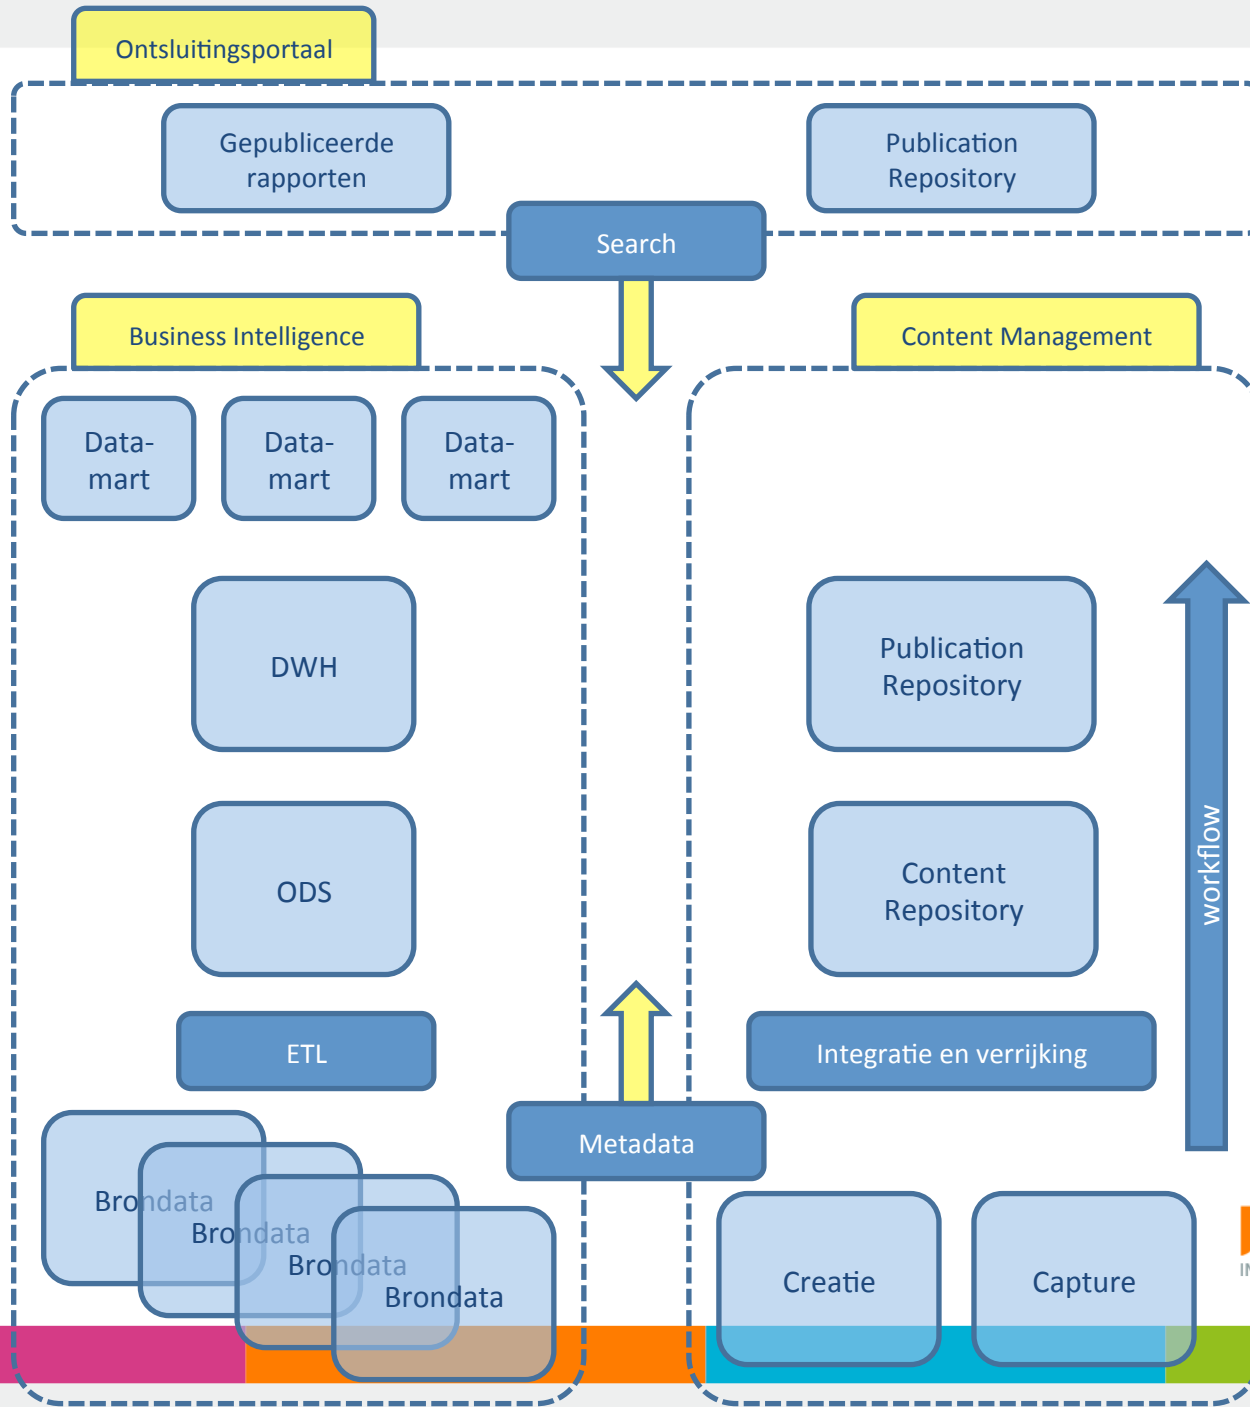 Ontsluitingsportaal
Gepubliceerde
rapporten
Publication
Repository
Search
Business Intelligence
Content Management
Data-
mart
Data-
mart
Data-
mart
DWH
Publication
Repository
ODS
Content
Repository
workflow
ETL
Integratie en verrijking
Metadata
Brondata
Brondata
Brondata
Brondata
Creatie
Capture
IN